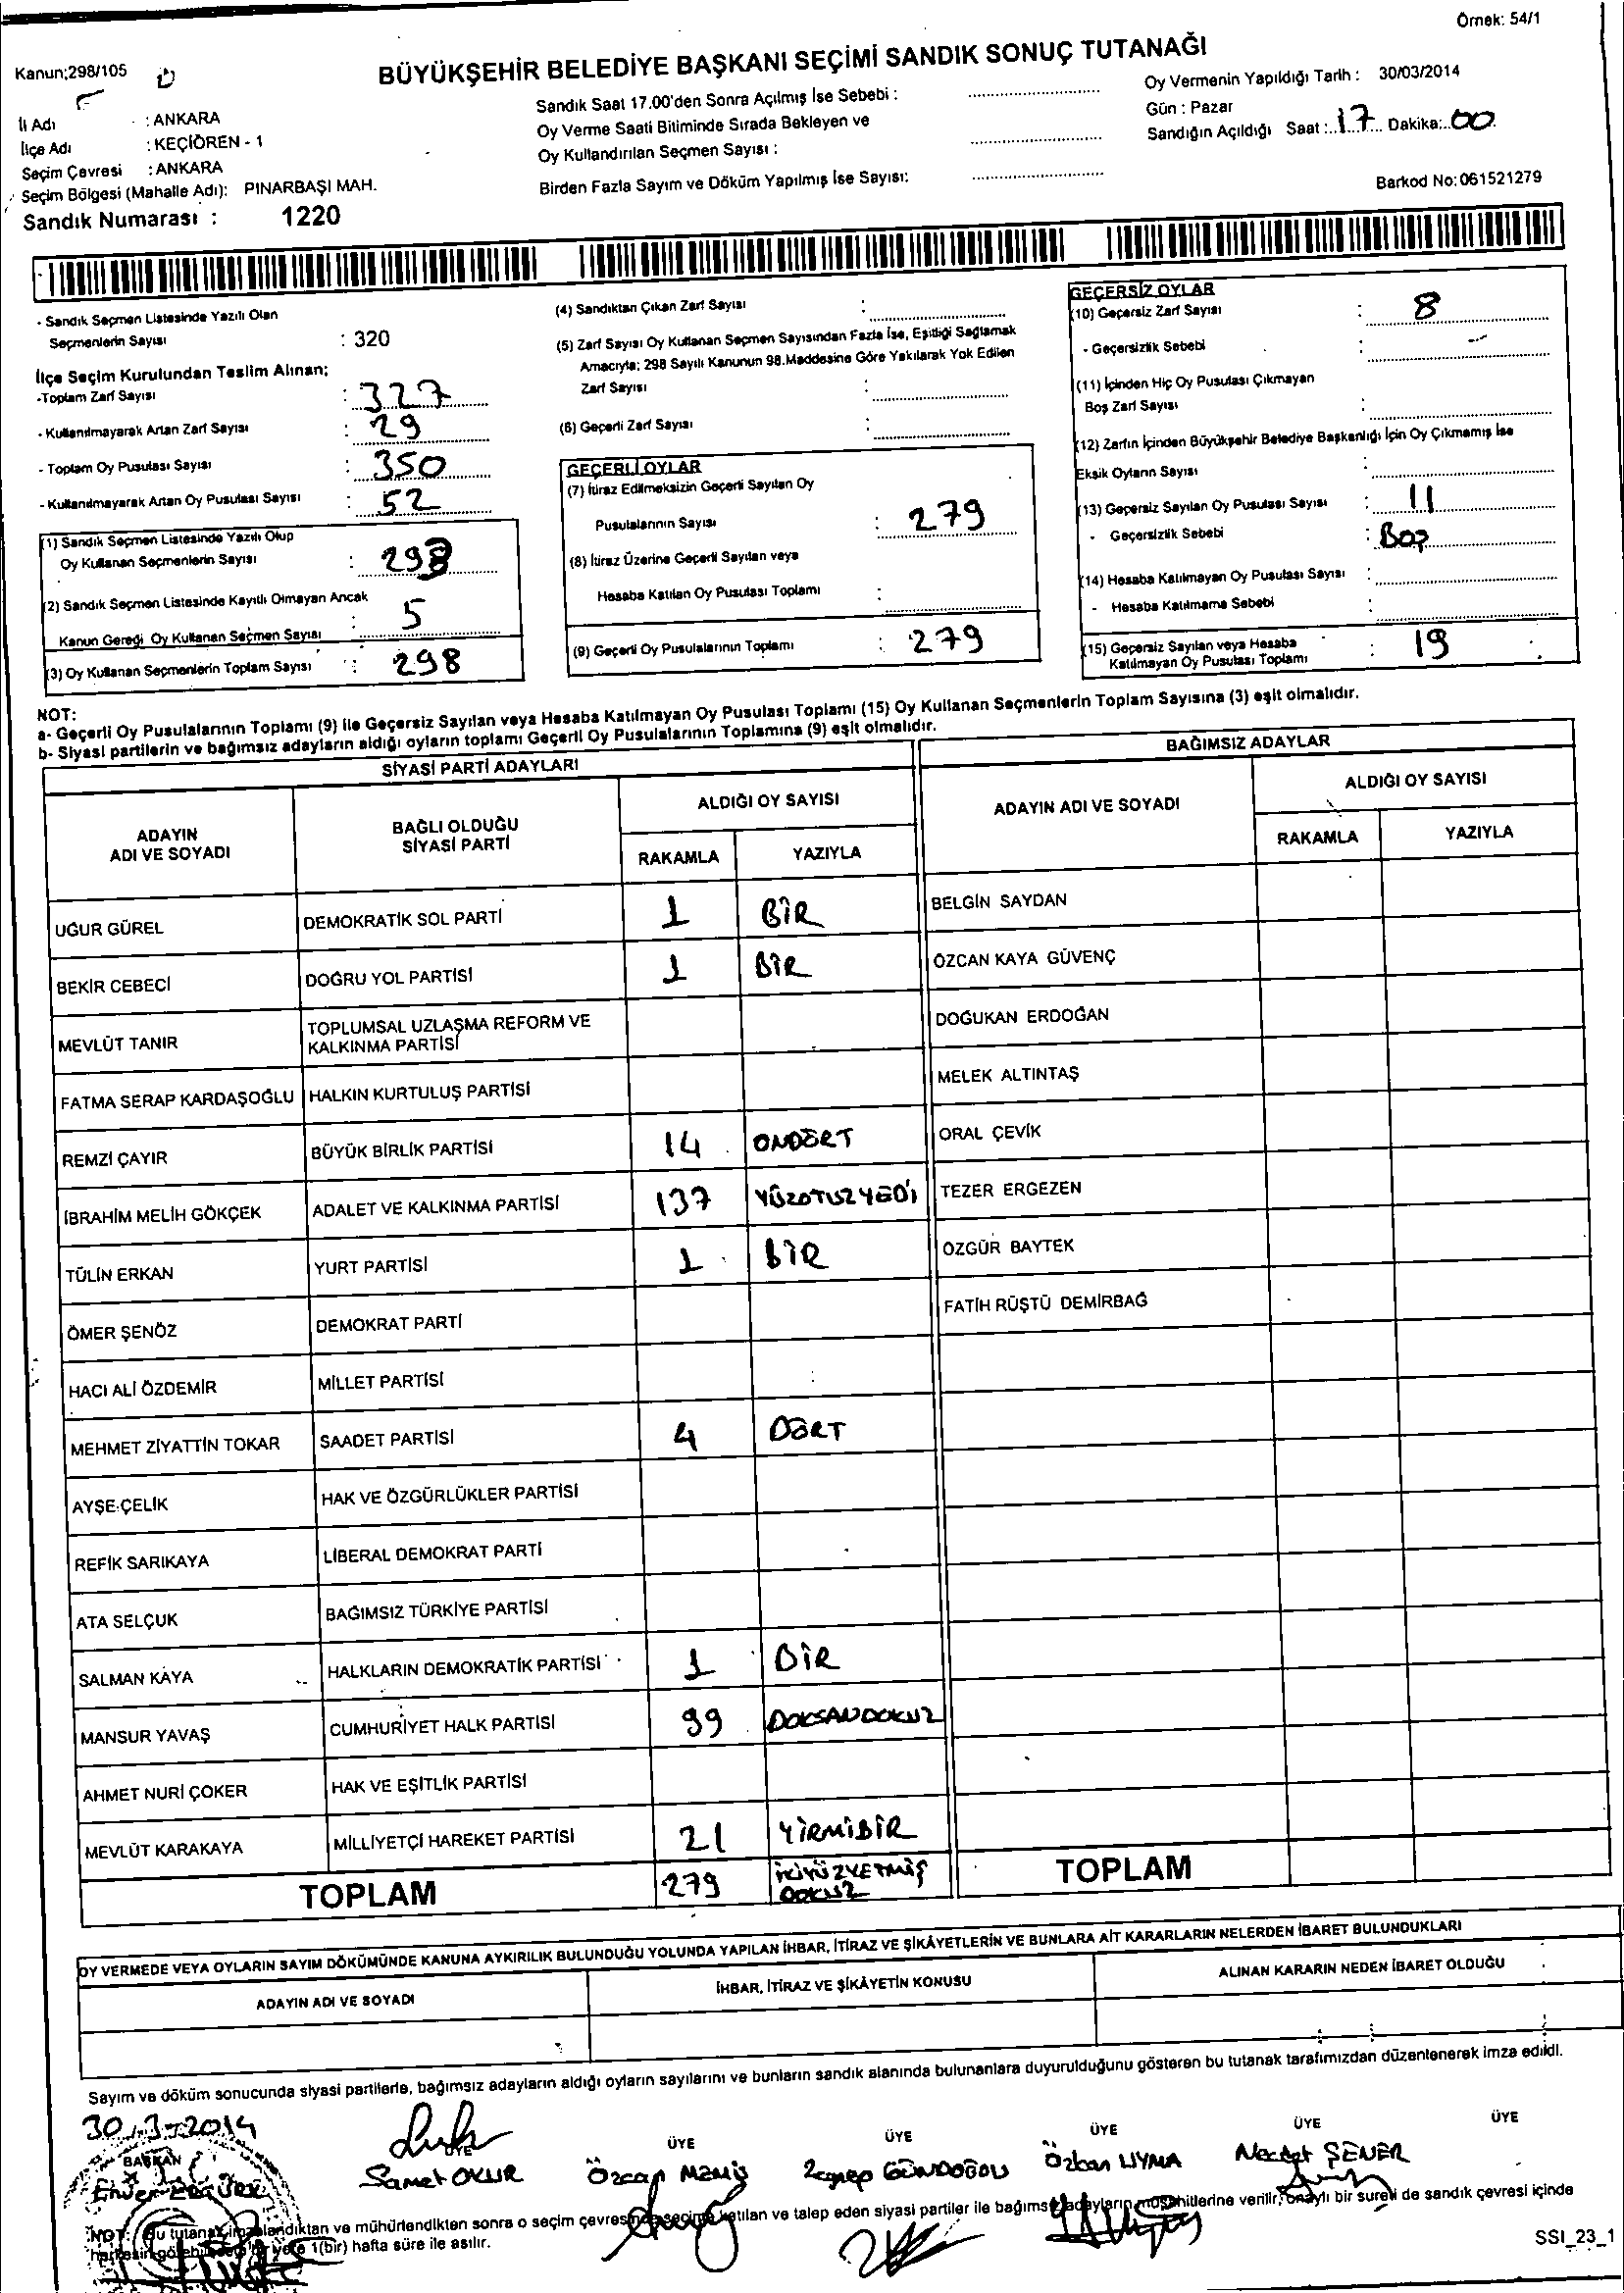 Örnek: 54/1
Kanun;298/105
BÜYÜKŞEHİR BELEDİYE BAŞKANI SEÇİMİ SANDIK SONUÇ TUTANAĞI
İli Adı : ANKARA
İlçe Adı : KEÇİÖREN - 1
Seçim Çevresi : ANKARA
Seçim Bölgesi (Mahalle Adı): PINARBAŞI MAH.
Sandık Numarası : 1220
Sandık Saat 17.00'den Sonra Açılmış İse Sebebi :
Oy Verme Saati Bitiminde Sırada Bekleyen ve
Oy Kullandırılan Seçmen Sayısı :
Birden Fazla Sayım ve Döküm Yapılmış İse Sayısı:
Oy Vermenin Yapıldığı Tarih : 30/03/2014
Gün : Pazar
Sandığın Açıldığı Saat : 17 Dakika: 00
Barkod No:061521279
- Sandık Seçmen Listesinde Yazılı Olan
Seçmenlerin Sayısı : 320
İlçe Seçim Kurulundan Teslim Alınan;
-Toplam Zarf Sayısı : 327
- Kullanılmayarak Artan Zarf Sayısı : 29
- Toplam Oy Pusulası Sayısı : 350
- Kullanılmayarak Artan Oy Pusulası Sayısı : 52
(1) Sandık Seçmen Listesinde Yazılı Olup
Oy Kullanan Seçmenlerin Sayısı :
(2) Sandık Seçmen Listesinde Kayıtlı Olmayan Ancak
Kanun Gereği Oy Kullanan Seçmen Sayısı : 5
(3) Oy Kullanan Seçmenlerin Toplam Sayısı : 298
(4) Sandıktan Çıkan Zarf Sayısı :
(5) Zarf Sayısı Oy Kullanan Seçmen Sayısından Fazla İse, Eşitliği Sağlamak
Amacıyla; 298 Sayılı Kanunun 98.Maddesine Göre Yakılarak Yok Edilen
Zarf Sayısı :
(6) Geçerli Zarf Sayısı :
GEÇERLİ OYLAR
(7) İtiraz Edilmeksizin Geçerli Sayılan Oy
Pusulalarının Sayısı : 279
(8) İtiraz Üzerine Geçerli Sayılan veya
Hesaba Katılan Oy Pusulası Toplamı :
(9) Geçerli Oy Pusulalarının Toplamı : 279
GEÇERSİZ OYLAR
(10) Geçersiz Zarf Sayısı : 8
- Geçersizlik Sebebi :
(11) İçinden Hiç Oy Pusulası Çıkmayan
Boş Zarf Sayısı :
(12) Zarfın İçinden Büyükşehir Belediye Başkanlığı İçin Oy Çıkmamış İse
Eksik Oyların Sayısı :
(13) Geçersiz Sayılan Oy Pusulası Sayısı : 11
- Geçersizlik Sebebi : Boş
(14) Hesaba Katılmayan Oy Pusulası Sayısı :
- Hesaba Katılmama Sebebi :
(15) Geçersiz Sayılan veya Hesaba
Katılmayan Oy Pusulası Toplamı : 19
NOT:
a- Geçerli Oy Pusulalarının Toplamı (9) ile Geçersiz Sayılan veya Hesaba Katılmayan Oy Pusulası Toplamı (15) Oy Kullanan Seçmenlerin Toplam Sayısına (3) eşit olmalıdır.
b- Siyasi partilerin ve bağımsız adayların aldığı oyların toplamı Geçerli Oy Pusulalarının Toplamına (9) eşit olmalıdır.
SİYASİ PARTİ ADAYLARI
ADAYIN
ADI VE SOYADI
BAĞLI OLDUĞU
SİYASİ PARTİ
ALDIĞI OY SAYISI
RAKAMLA YAZIYLA
UĞUR GÜREL DEMOKRATİK SOL PARTİ 1 BİR
BEKİR CEBECİ DOĞRU YOL PARTİSİ 1 BİR
MEVLÜT TANIR TOPLUMSAL UZLAŞMA REFORM VE
KALKINMA PARTİSİ
FATMA SERAP KARDAŞOĞLU HALKIN KURTULUŞ PARTİSİ
REMZİ ÇAYIR BÜYÜK BİRLİK PARTİSİ 14 ONDÖRT
İBRAHİM MELİH GÖKÇEK ADALET VE KALKINMA PARTİSİ 137 YÜZOTUZYEDİ
TÜLİN ERKAN YURT PARTİSİ 1 BİR
ÖMER ŞENÖZ DEMOKRAT PARTİ
HACI ALİ ÖZDEMİR MİLLET PARTİSİ
MEHMET ZİYATTİN TOKAR SAADET PARTİSİ 4 DÖRT
AYŞE ÇELİK HAK VE ÖZGÜRLÜKLER PARTİSİ
REFİK SARIKAYA LİBERAL DEMOKRAT PARTİ
ATA SELÇUK BAĞIMSIZ TÜRKİYE PARTİSİ
SALMAN KAYA HALKLARIN DEMOKRATİK PARTİSİ 1 BİR
MANSUR YAVAŞ CUMHURİYET HALK PARTİSİ 99 DOKSANDOKUZ
AHMET NURİ ÇOKER HAK VE EŞİTLİK PARTİSİ
MEVLÜT KARAKAYA MİLLİYETÇİ HAREKET PARTİSİ 21 YİRMİBİR
TOPLAM 279 İKİYÜZYETMİŞ
DOKUZ
BAĞIMSIZ ADAYLAR
ADAYIN ADI VE SOYADI
ALDIĞI OY SAYISI
RAKAMLA YAZIYLA
BELGİN SAYDAN
ÖZCAN KAYA GÜVENÇ
DOĞUKAN ERDOĞAN
MELEK ALTINTAŞ
ORAL ÇEVİK
TEZER ERGEZEN
ÖZGÜR BAYTEK
FATİH RÜŞTÜ DEMİRBAĞ
TOPLAM
OY VERMEDE VEYA OYLARIN SAYIM DÖKÜMÜNDE KANUNA AYKIRILIK BULUNDUĞU YOLUNDA YAPILAN İHBAR, İTİRAZ VE ŞİKÂYETLERİN VE BUNLARA AİT KARARLARIN NELERDEN İBARET BULUNDUKLARI
ADAYIN ADI VE SOYADI İHBAR, İTİRAZ VE ŞİKÂYETİN KONUSU ALINAN KARARIN NEDEN İBARET OLDUĞU
Sayım ve döküm sonucunda siyasi partilerle, bağımsız adayların aldığı oyların sayılarını ve bunların sandık alanında bulunanlara duyurulduğunu gösteren bu tutanak tarafımızdan düzenlenerek imza edildi.
30.3.2014
BAŞKAN ÜYE ÜYE ÜYE ÜYE ÜYE ÜYE
Enver Samet OKUR Özcan MEMİŞ Zeynep GÜNDOĞDU Özkan UYMA Necdet ŞENER
NOT: Bu tutanak imzalandıktan ve mühürlendikten sonra o seçim çevresinde seçime katılan ve talep eden siyasi partiler ile bağımsız adayların müşahitlerine verilir, onaylı bir sureti de sandık çevresi içinde
herkesin görebileceği bir yere 1(bir) hafta süre ile asılır.
SSI_23_1